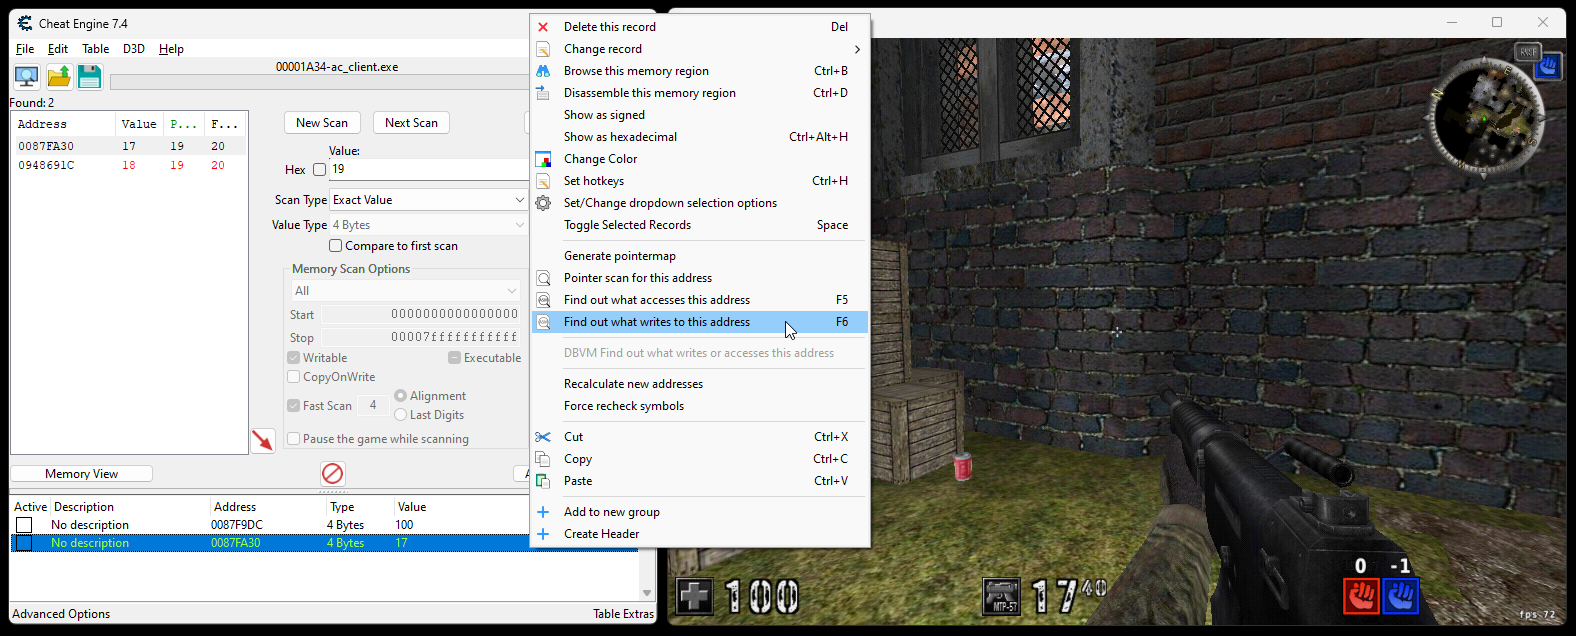 Cheat Engine 7.4
File Edit Table D3D Help
00001A34-ac_client.exe
Found: 2
Address Value P... F...
0087FA30 17 19 20
0948691C 18 19 20
New Scan Next Scan
Value:
Hex 19
Scan Type Exact Value
Value Type 4 Bytes
Compare to first scan
Memory Scan Options
All
Start 0000000000000000
Stop 00007fffffffffff
Writable Executable
CopyOnWrite
Fast Scan 4 Alignment
Last Digits
Pause the game while scanning
Memory View
A
Active Description Address Type Value
No description 0087F9DC 4 Bytes 100
No description 0087FA30 4 Bytes 17
Advanced Options Table Extras
Delete this record Del
Change record
Browse this memory region Ctrl+B
Disassemble this memory region Ctrl+D
Show as signed
Show as hexadecimal Ctrl+Alt+H
Change Color
Set hotkeys Ctrl+H
Set/Change dropdown selection options
Toggle Selected Records Space
Generate pointermap
Pointer scan for this address
Find out what accesses this address F5
Find out what writes to this address F6
DBVM Find out what writes or accesses this address
Recalculate new addresses
Force recheck symbols
Cut Ctrl+X
Copy Ctrl+C
Paste Ctrl+V
Add to new group
Create Header
N
E
S
W
100
MTP-57 17 40
0 -1
fps 72